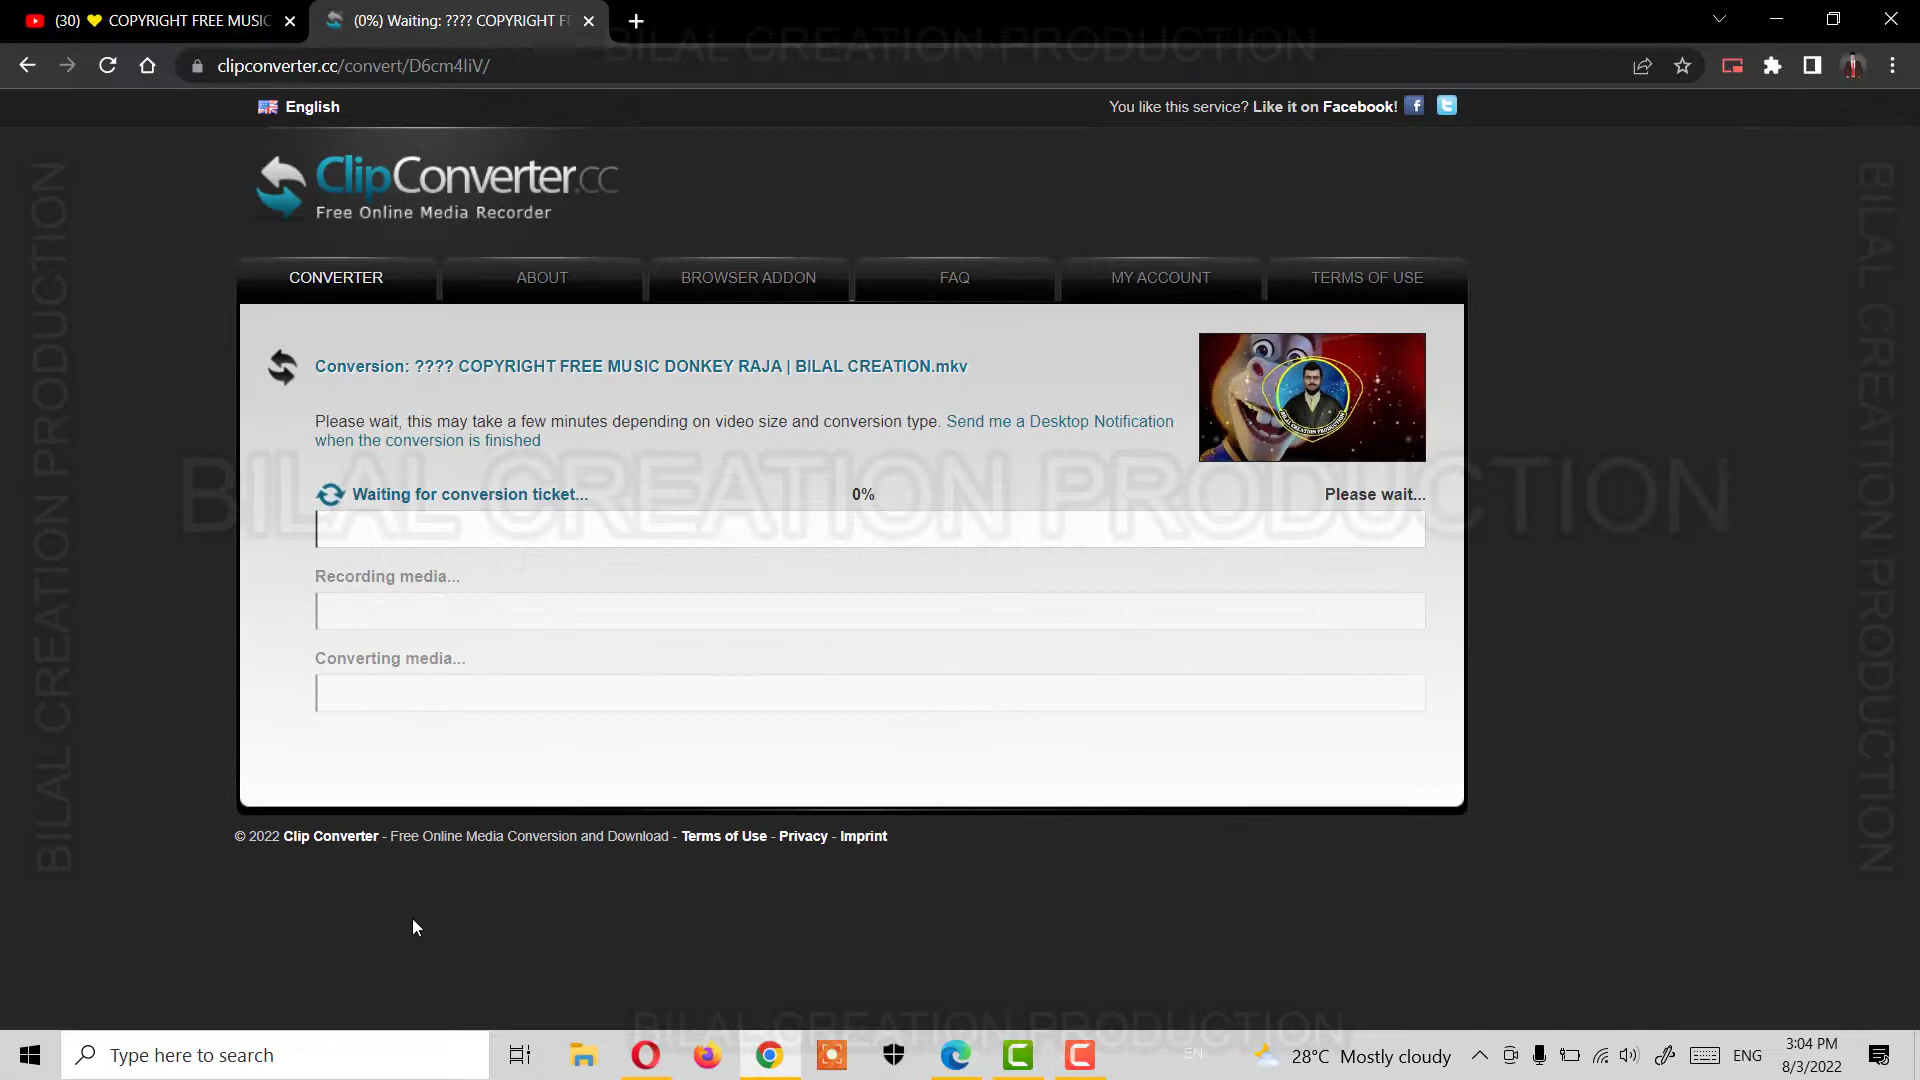 (30) 💛 COPYRIGHT FREE MUSIC
(0%) Waiting: ???? COPYRIGHT F
clipconverter.cc/convert/D6cm4IiV/
BILAL CREATION PRODUCTION
English
You like this service? Like it on Facebook!
ClipConverter.cc
Free Online Media Recorder
CONVERTER
ABOUT
BROWSER ADDON
FAQ
MY ACCOUNT
TERMS OF USE
Conversion: ???? COPYRIGHT FREE MUSIC DONKEY RAJA | BILAL CREATION.mkv
Please wait, this may take a few minutes depending on video size and conversion type. Send me a Desktop Notification
when the conversion is finished
BILAL CREATION PRODUCTION
Waiting for conversion ticket...
0%
Please wait...
Recording media...
Converting media...
BILAL CREATION PRODUCTION
BILAL CREATION PRODUCTION
BILAL CREATION PRODUCTION
© 2022 Clip Converter - Free Online Media Conversion and Download - Terms of Use - Privacy - Imprint
BILAL CREATION PRODUCTION
Type here to search
EN
28°C Mostly cloudy
ENG
3:04 PM
8/3/2022